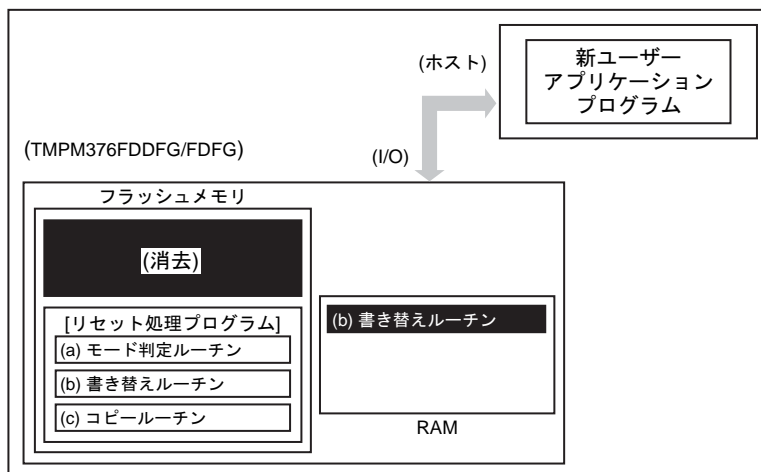 (ホスト)
新ユーザー
アプリケーション
プログラム
(TMPM376FDDFG/FDFG)
(I/O)
フラッシュメモリ
(消去)
[リセット処理プログラム]
(a) モード判定ルーチン
(b) 書き替えルーチン
(c) コピールーチン
(b) 書き替えルーチン
RAM